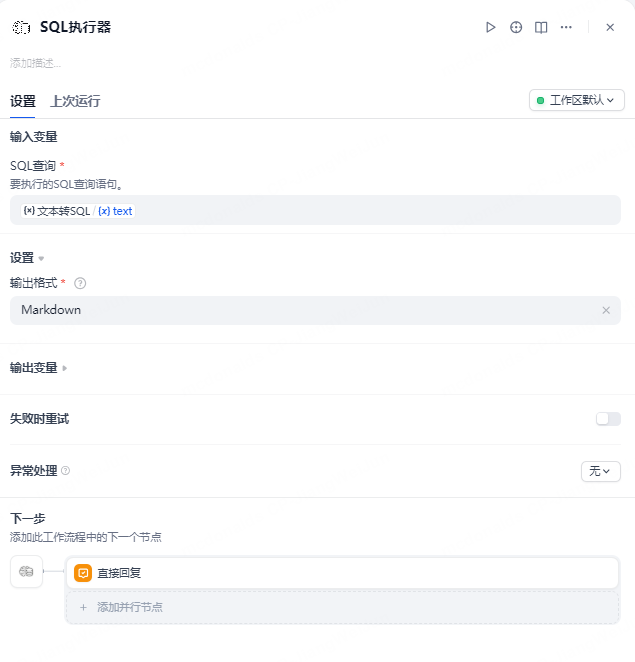 SQL执行器
添加描述...
设置 上次运行 工作区默认
输入变量
SQL查询 *
要执行的SQL查询语句。
(x) 文本转SQL / {x} text
设置
输出格式 * ?
Markdown
输出变量
失败时重试
异常处理 ? 无
下一步
添加此工作流程中的下一个节点
直接回复
+ 添加并行节点